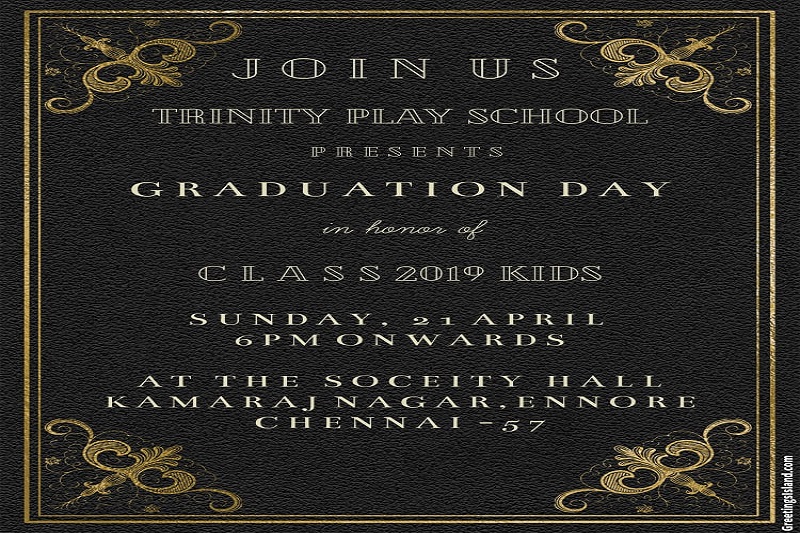 JOIN US
TRINITY PLAY SCHOOL
PRESENTS
GRADUATION DAY
in honor of
CLASS 2019 KIDS
SUNDAY, 21 APRIL
6PM ONWARDS
AT THE SOCEITY HALL
KAMARAJ NAGAR,ENNORE
CHENNAI -57
GreetingsIsland.com